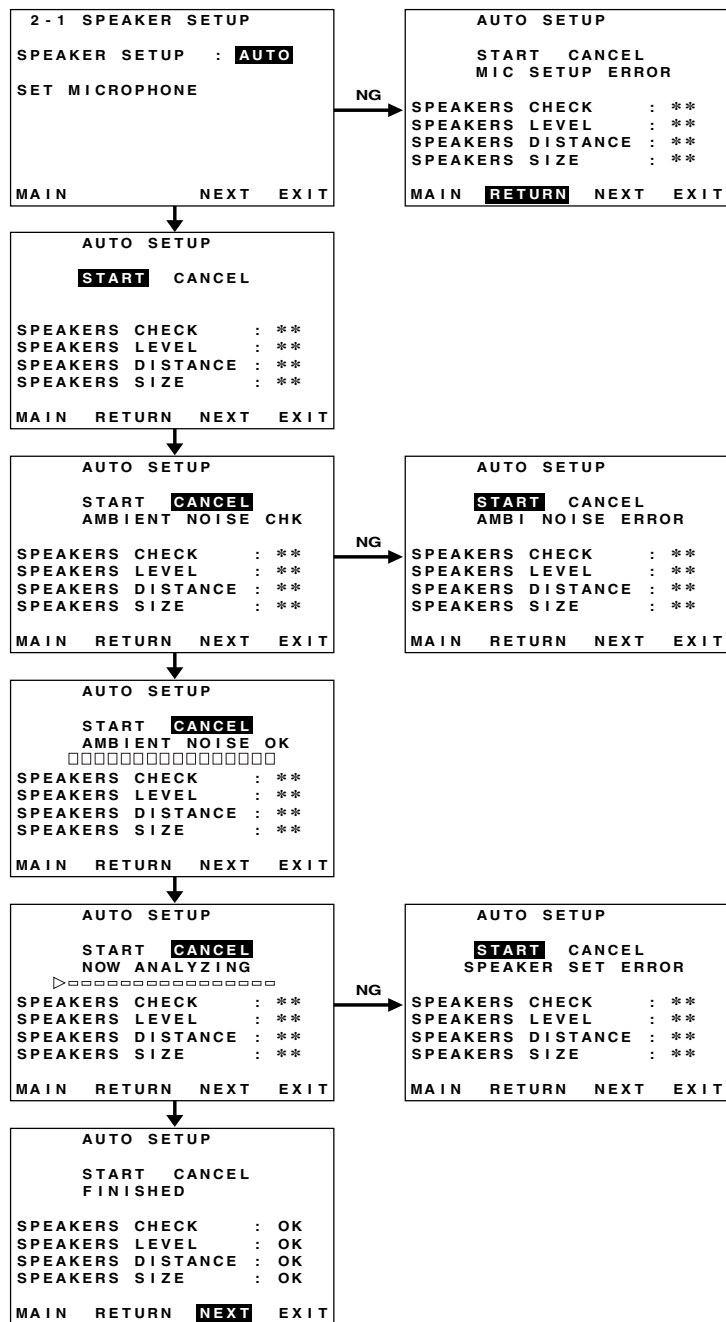 2-1 SPEAKER SETUP
SPEAKER SETUP : AUTO
SET MICROPHONE
MAIN NEXT EXIT
NG
AUTO SETUP
START CANCEL
MIC SETUP ERROR
SPEAKERS CHECK : **
SPEAKERS LEVEL : **
SPEAKERS DISTANCE : **
SPEAKERS SIZE : **
MAIN RETURN NEXT EXIT
AUTO SETUP
START CANCEL
SPEAKERS CHECK : **
SPEAKERS LEVEL : **
SPEAKERS DISTANCE : **
SPEAKERS SIZE : **
MAIN RETURN NEXT EXIT
AUTO SETUP
START CANCEL
AMBIENT NOISE CHK
SPEAKERS CHECK : **
SPEAKERS LEVEL : **
SPEAKERS DISTANCE : **
SPEAKERS SIZE : **
MAIN RETURN NEXT EXIT
NG
AUTO SETUP
START CANCEL
AMBI NOISE ERROR
SPEAKERS CHECK : **
SPEAKERS LEVEL : **
SPEAKERS DISTANCE : **
SPEAKERS SIZE : **
MAIN RETURN NEXT EXIT
AUTO SETUP
START CANCEL
AMBIENT NOISE OK
SPEAKERS CHECK : **
SPEAKERS LEVEL : **
SPEAKERS DISTANCE : **
SPEAKERS SIZE : **
MAIN RETURN NEXT EXIT
AUTO SETUP
START CANCEL
NOW ANALYZING
SPEAKERS CHECK : **
SPEAKERS LEVEL : **
SPEAKERS DISTANCE : **
SPEAKERS SIZE : **
MAIN RETURN NEXT EXIT
NG
AUTO SETUP
START CANCEL
SPEAKER SET ERROR
SPEAKERS CHECK : **
SPEAKERS LEVEL : **
SPEAKERS DISTANCE : **
SPEAKERS SIZE : **
MAIN RETURN NEXT EXIT
AUTO SETUP
START CANCEL
FINISHED
SPEAKERS CHECK : OK
SPEAKERS LEVEL : OK
SPEAKERS DISTANCE : OK
SPEAKERS SIZE : OK
MAIN RETURN NEXT EXIT